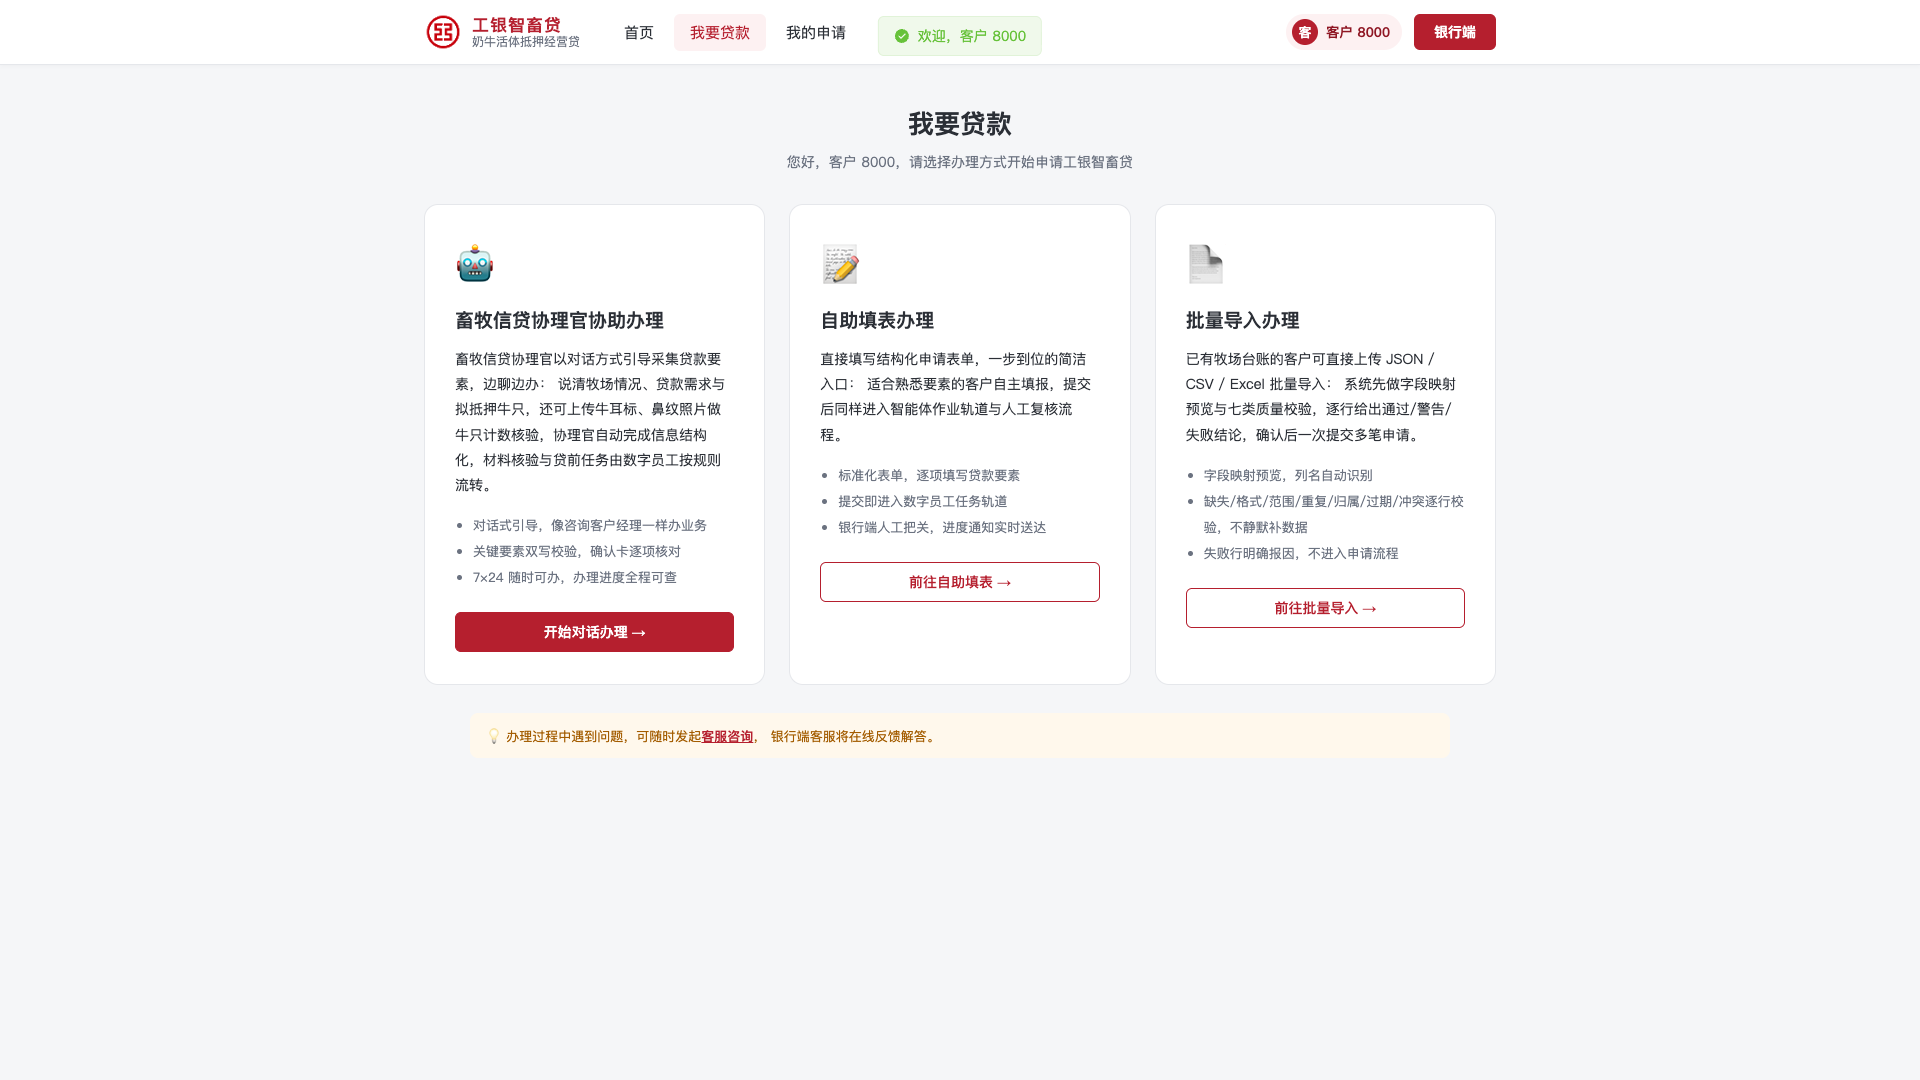 工银智畜贷
奶牛活体抵押经营贷
首页
我要贷款
我的申请
欢迎，客户 8000
客
客户 8000
银行端
我要贷款
您好，客户 8000，请选择办理方式开始申请工银智畜贷
畜牧信贷协理官协助办理
畜牧信贷协理官以对话方式引导采集贷款要
素，边聊边办： 说清牧场情况、贷款需求与
拟抵押牛只，还可上传牛耳标、鼻纹照片做
牛只计数核验，协理官自动完成信息结构
化，材料核验与贷前任务由数字员工按规则
流转。
• 对话式引导，像咨询客户经理一样办业务
• 关键要素双写校验，确认卡逐项核对
• 7×24 随时可办，办理进度全程可查
开始对话办理 →
自助填表办理
直接填写结构化申请表单，一步到位的简洁
入口： 适合熟悉要素的客户自主填报，提交
后同样进入智能体作业轨道与人工复核流
程。
• 标准化表单，逐项填写贷款要素
• 提交即进入数字员工任务轨道
• 银行端人工把关，进度通知实时送达
前往自助填表 →
批量导入办理
已有牧场台账的客户可直接上传 JSON /
CSV / Excel 批量导入： 系统先做字段映射
预览与七类质量校验，逐行给出通过/警告/
失败结论，确认后一次提交多笔申请。
• 字段映射预览，列名自动识别
• 缺失/格式/范围/重复/归属/过期/冲突逐行校
验，不静默补数据
• 失败行明确报因，不进入申请流程
前往批量导入 →
办理过程中遇到问题，可随时发起客服咨询， 银行端客服将在线反馈解答。